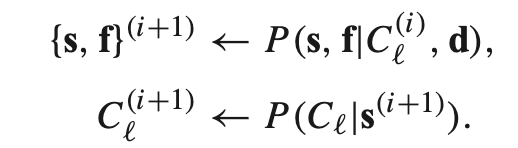 {s, f}^(i+1) ← P(s, f|C_ℓ^(i), d),
C_ℓ^(i+1) ← P(C_ℓ|s^(i+1)).